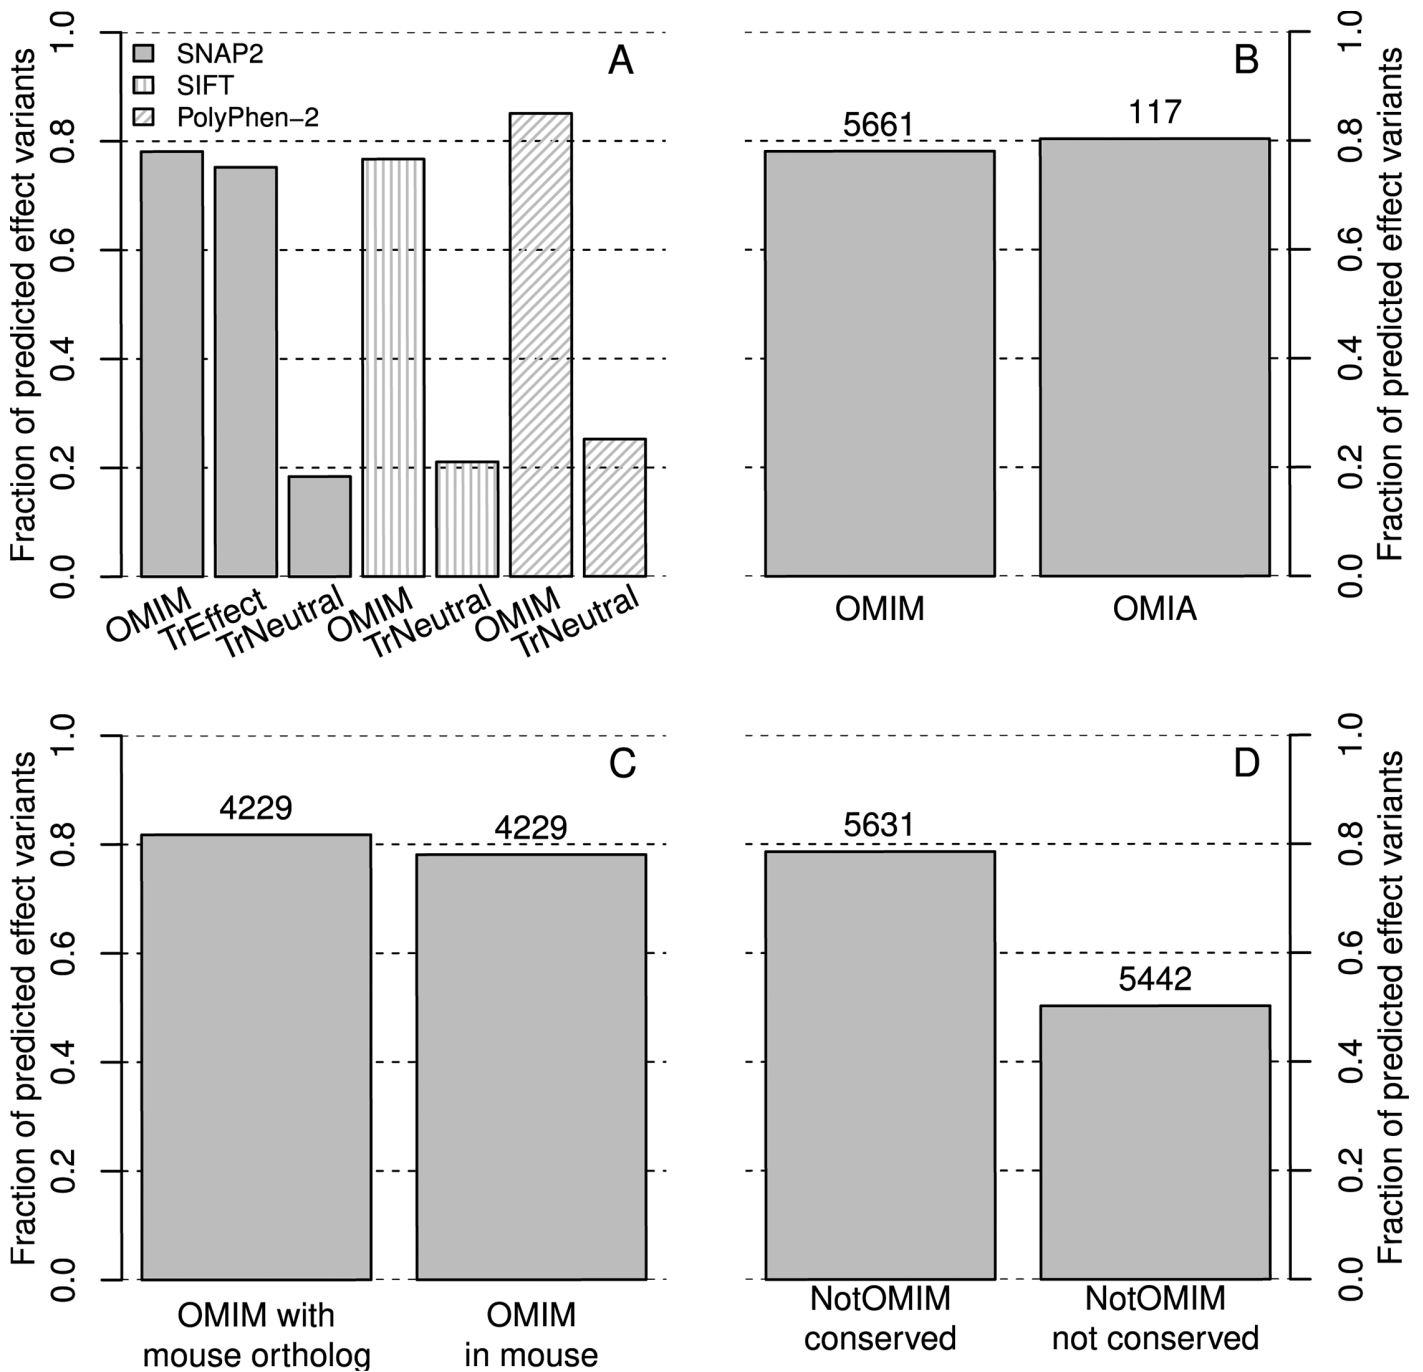 A
SNAP2
SIFT
PolyPhen−2
Fraction of predicted effect variants
0.0
0.2
0.4
0.6
0.8
1.0
OMIM
TrEffect
TrNeutral
OMIM
TrNeutral
OMIM
TrNeutral
B
5661
117
OMIM
OMIA
0.0
0.2
0.4
0.6
0.8
1.0
Fraction of predicted effect variants
C
Fraction of predicted effect variants
0.0
0.2
0.4
0.6
0.8
1.0
4229
4229
OMIM with
mouse ortholog
OMIM
in mouse
D
5631
5442
NotOMIM
conserved
NotOMIM
not conserved
0.0
0.2
0.4
0.6
0.8
1.0
Fraction of predicted effect variants